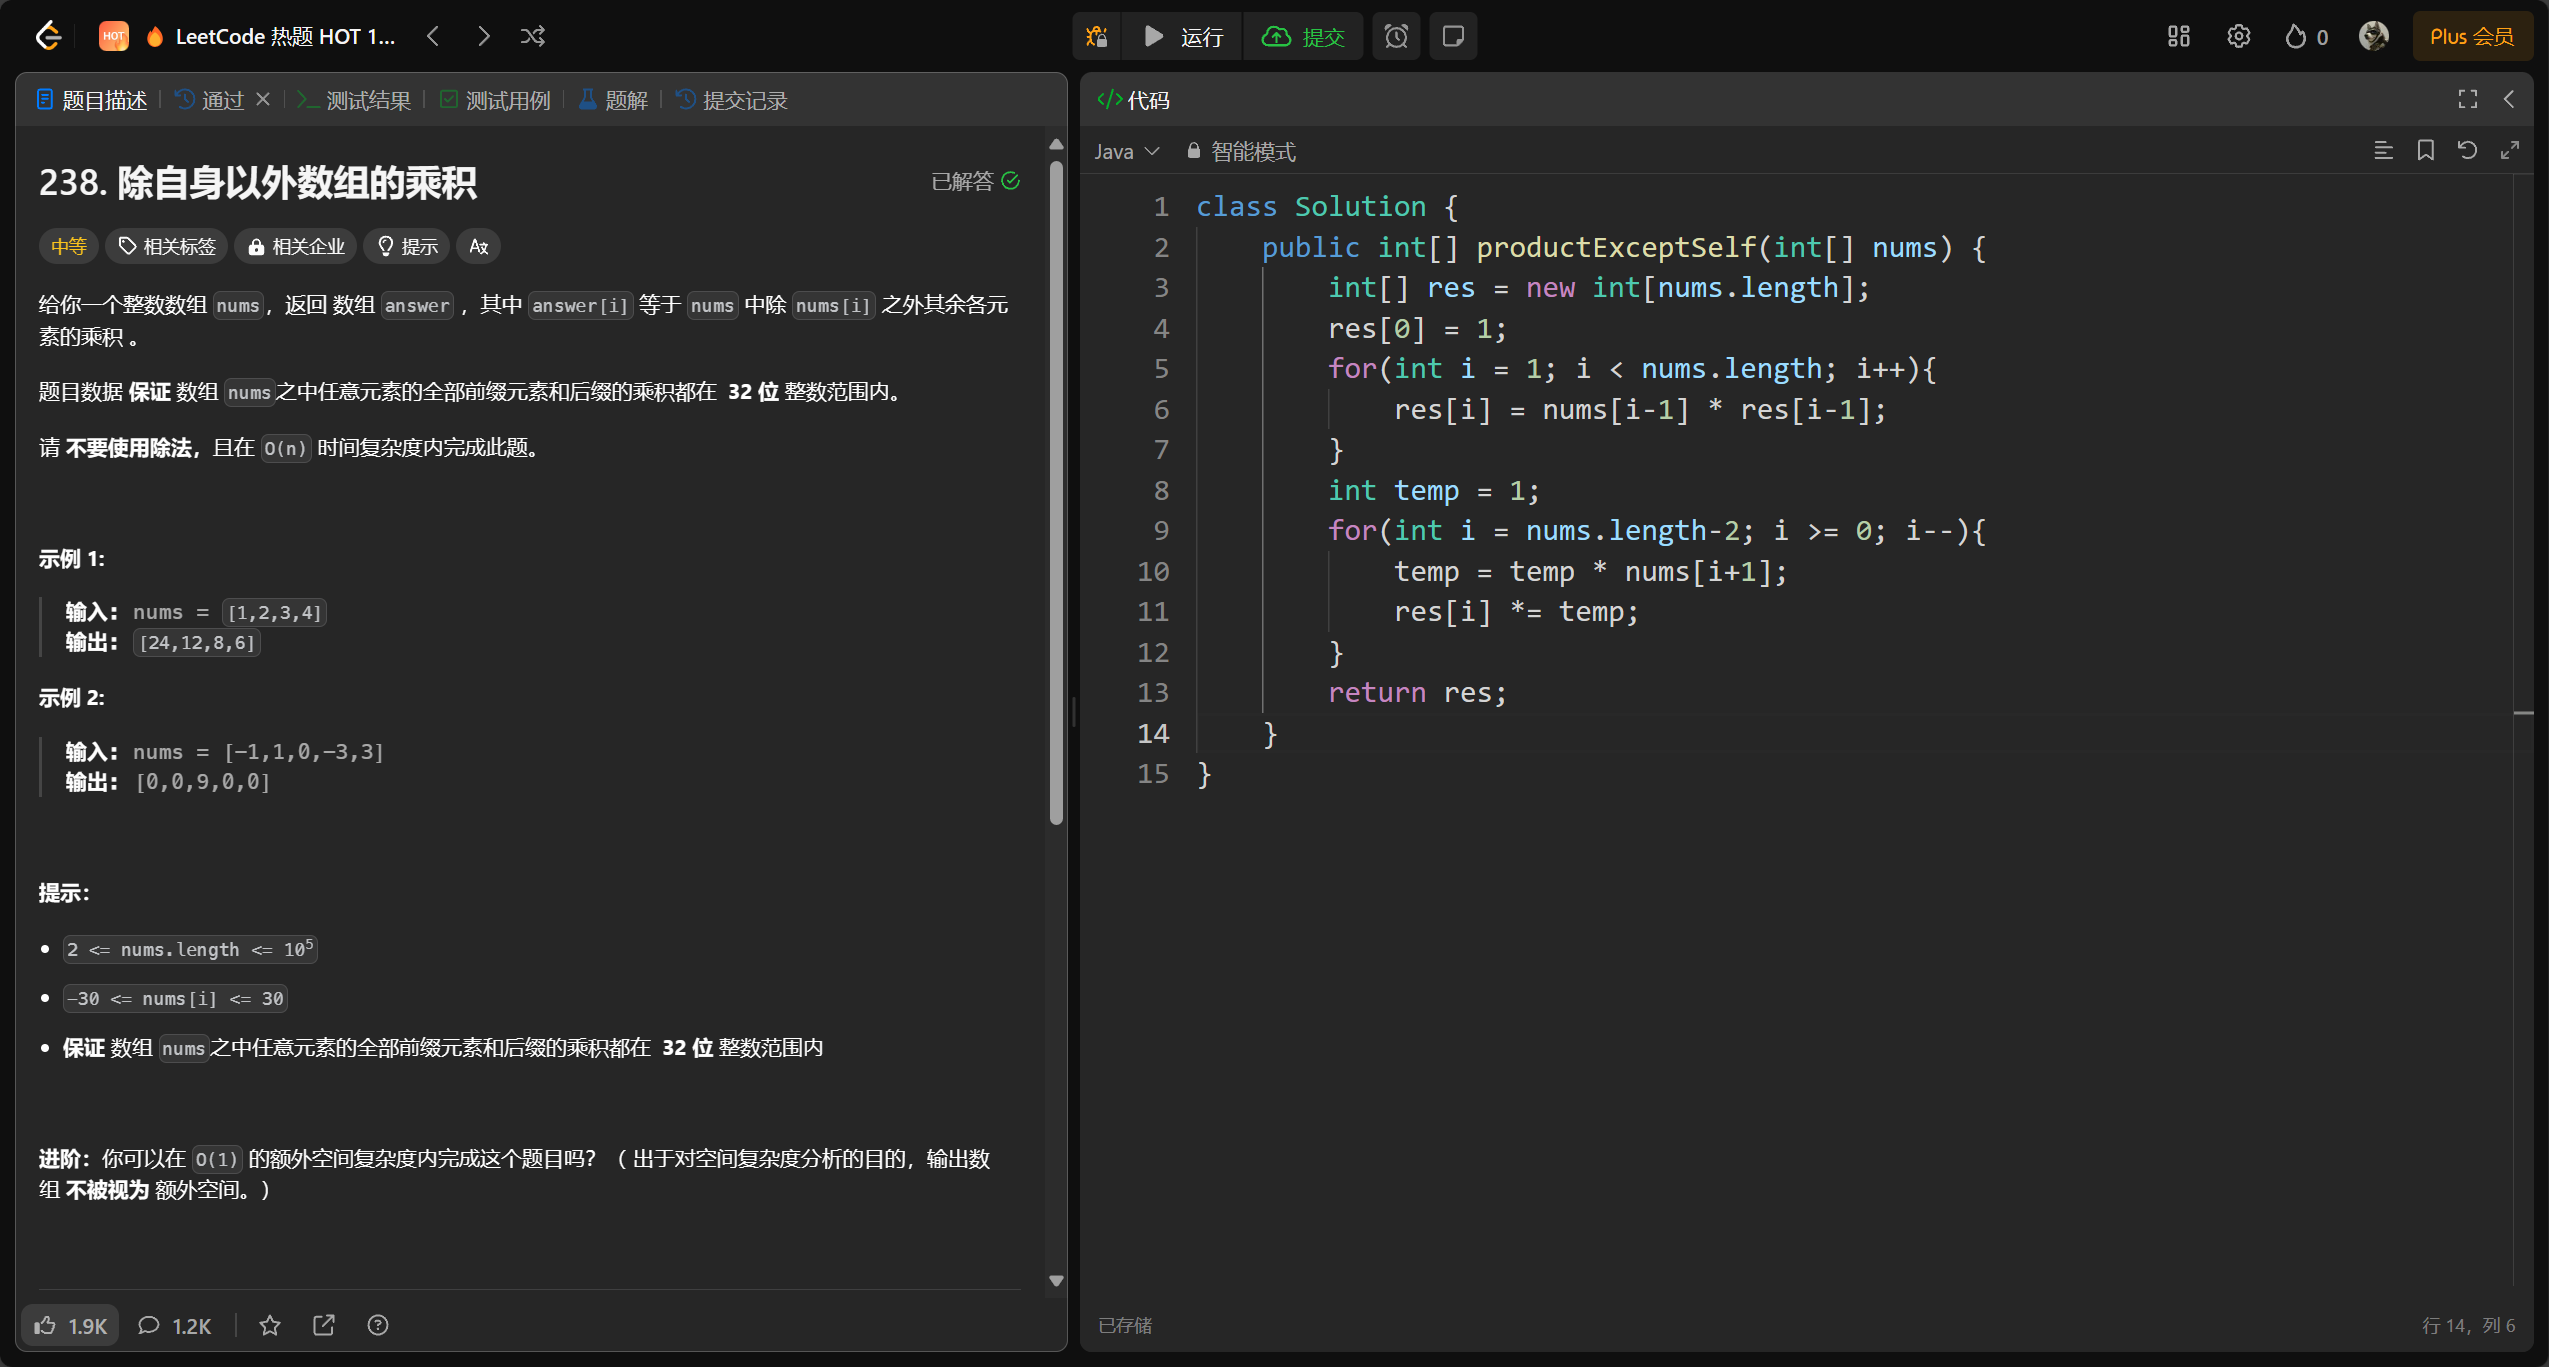 HOT LeetCode 热题 HOT 1... 运行 提交 0 Plus 会员
题目描述 通过 测试结果 测试用例 题解 提交记录
238. 除自身以外数组的乘积 已解答
中等 相关标签 相关企业 提示
给你一个整数数组 nums，返回 数组 answer ，其中 answer[i] 等于 nums 中除 nums[i] 之外其余各元
素的乘积 。
题目数据 保证 数组 nums之中任意元素的全部前缀元素和后缀的乘积都在 32 位 整数范围内。
请 不要使用除法，且在 O(n) 时间复杂度内完成此题。
示例 1:
输入: nums = [1,2,3,4]
输出: [24,12,8,6]
示例 2:
输入: nums = [-1,1,0,-3,3]
输出: [0,0,9,0,0]
提示：
2 <= nums.length <= 10⁵
-30 <= nums[i] <= 30
保证 数组 nums之中任意元素的全部前缀元素和后缀的乘积都在 32 位 整数范围内
进阶：你可以在 O(1) 的额外空间复杂度内完成这个题目吗？（ 出于对空间复杂度分析的目的，输出数
组 不被视为 额外空间。）
1.9K 1.2K
</> 代码
Java 智能模式
1 class Solution {
2     public int[] productExceptSelf(int[] nums) {
3         int[] res = new int[nums.length];
4         res[0] = 1;
5         for(int i = 1; i < nums.length; i++){
6             res[i] = nums[i-1] * res[i-1];
7         }
8         int temp = 1;
9         for(int i = nums.length-2; i >= 0; i--){
10             temp = temp * nums[i+1];
11             res[i] *= temp;
12         }
13         return res;
14     }
15 }
已存储 行 14，列 6